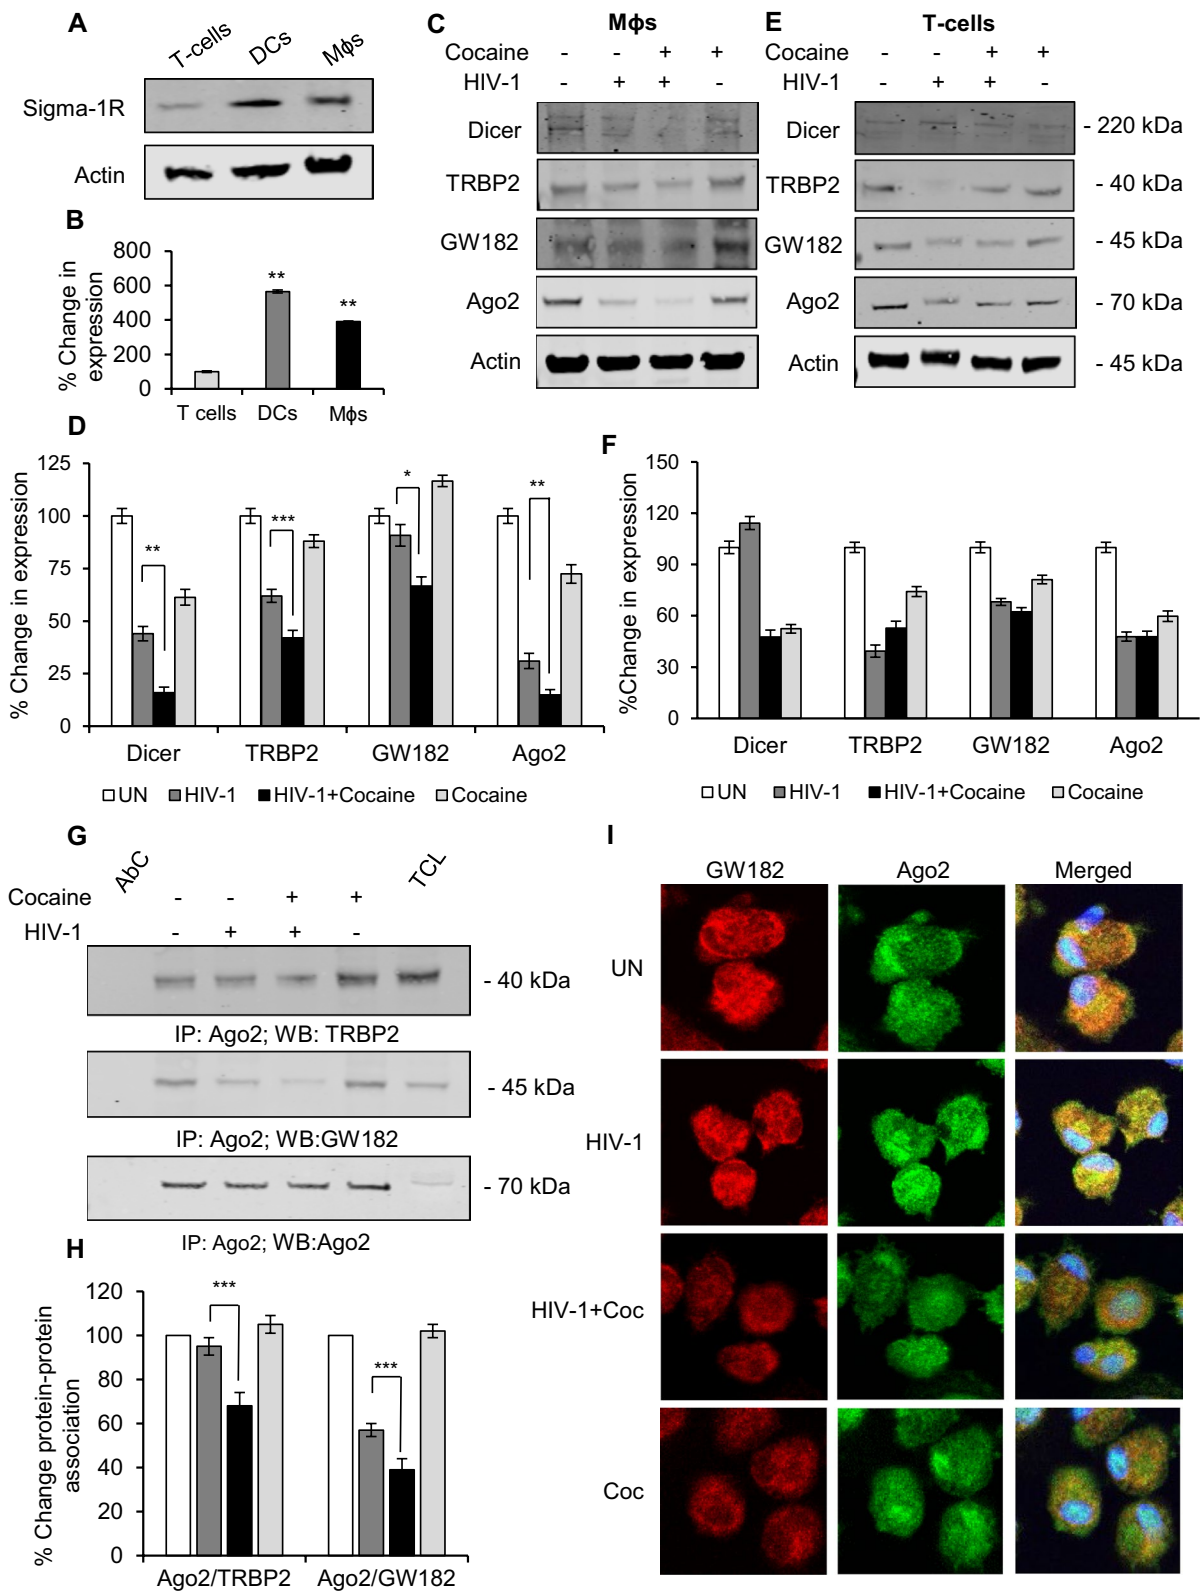 A
T-cells DCs Mϕs
Sigma-1R
Actin
B
% Change in
expression
800
600
400
200
0
** **
T cells DCs Mϕs
C Mϕs
Cocaine - - + +
HIV-1 - + + -
Dicer
TRBP2
GW182
Ago2
Actin
E T-cells
Cocaine - - + +
HIV-1 - + + -
Dicer - 220 kDa
TRBP2 - 40 kDa
GW182 - 45 kDa
Ago2 - 70 kDa
Actin - 45 kDa
D
% Change in expression
125
100
75
50
25
0
** *** * **
Dicer TRBP2 GW182 Ago2
UN HIV-1 HIV-1+Cocaine Cocaine
F
%Change in expression
150
120
90
60
30
0
Dicer TRBP2 GW182 Ago2
UN HIV-1 HIV-1+Cocaine Cocaine
G
AbC TCL
Cocaine - - + +
HIV-1 - + + -
- 40 kDa
IP: Ago2; WB: TRBP2
- 45 kDa
IP: Ago2; WB:GW182
- 70 kDa
IP: Ago2; WB:Ago2
H
% Change protein-protein
association
120
100
80
60
40
20
0
*** ***
Ago2/TRBP2 Ago2/GW182
I
GW182 Ago2 Merged
UN
HIV-1
HIV-1+Coc
Coc